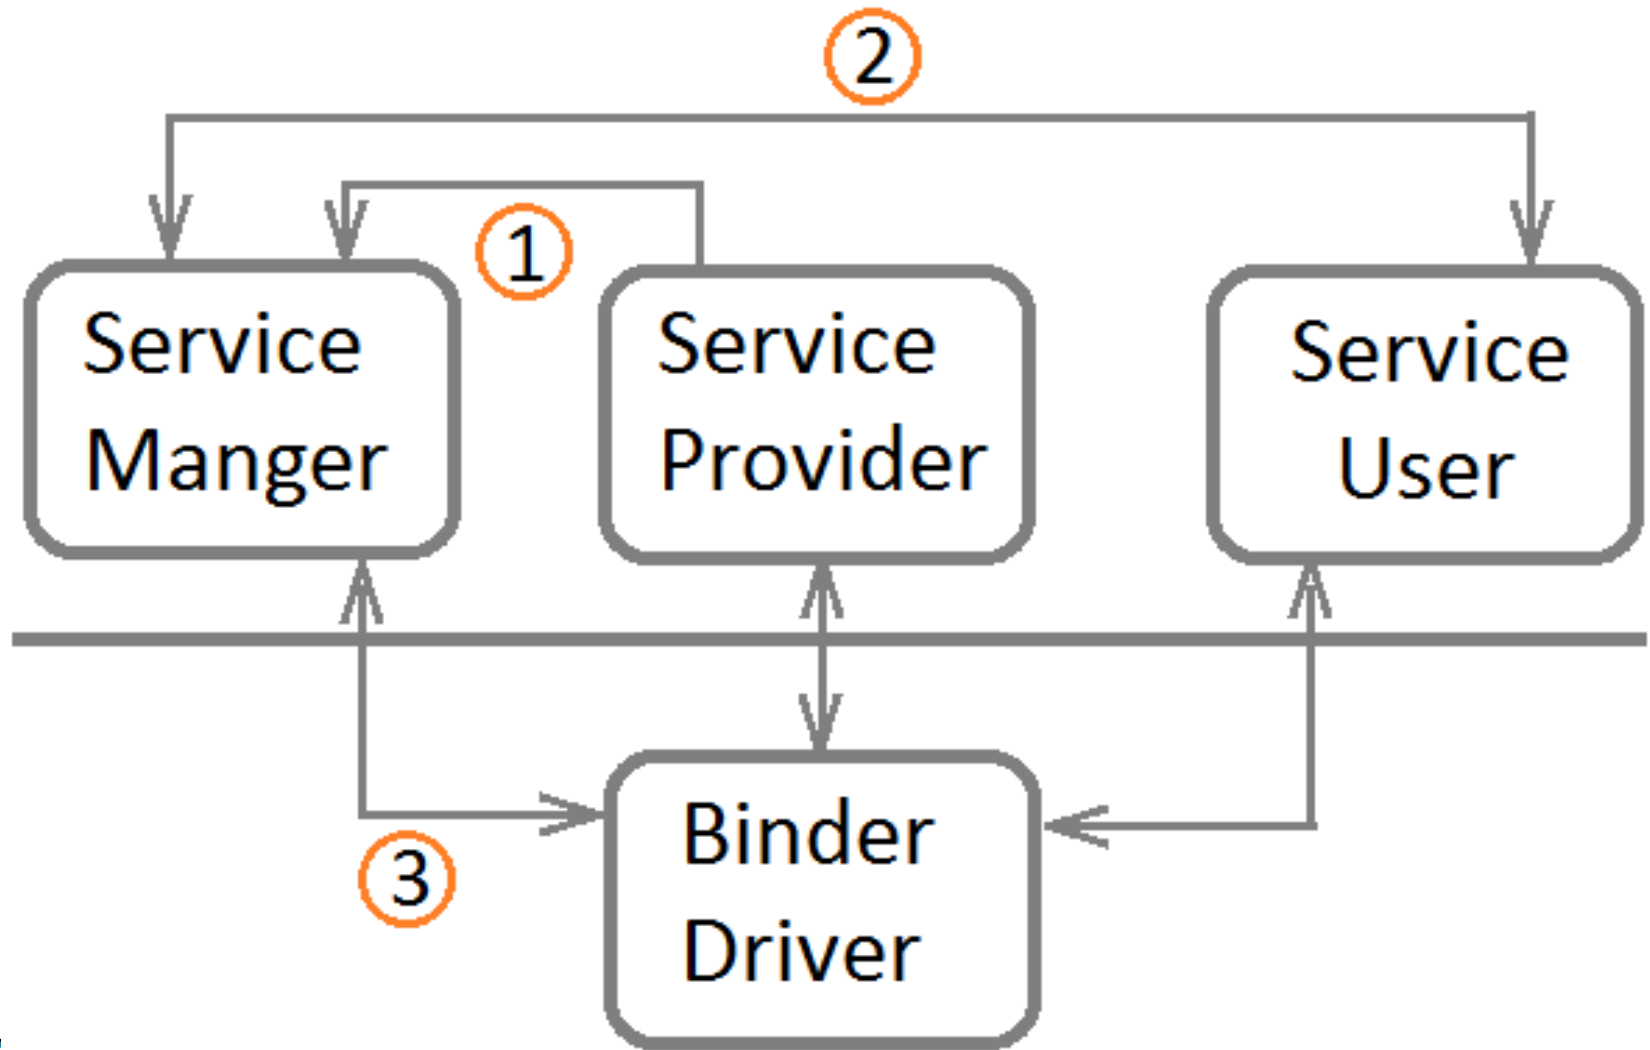 2
1
Service
Manger
Service
Provider
Service
User
3
Binder
Driver